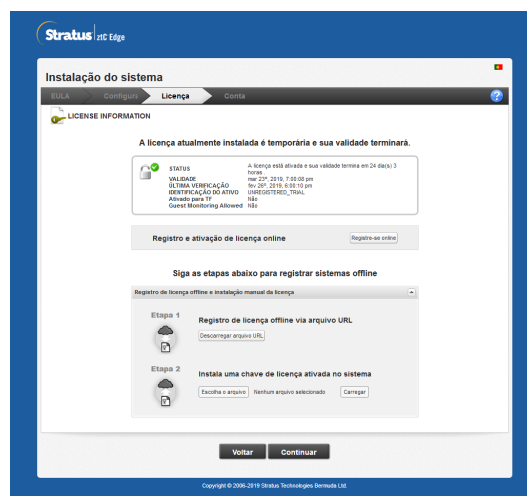 Stratus ztC Edge
Instalação do sistema
EULA Configura Licença Conta
LICENSE INFORMATION
A licença atualmente instalada é temporária e sua validade terminará.
STATUS A licença está ativada e sua validade termina em 24 dia(s) 3 horas .
VALIDADE mar 23º, 2019, 7:00:08 pm
ÚLTIMA VERIFICAÇÃO fev 26º, 2019, 6:00:10 pm
IDENTIFICAÇÃO DO ATIVO UNREGISTERED_TRIAL
Ativado para TF Não
Guest Monitoring Allowed Não
Registro e ativação de licença online Registre-se online
Siga as etapas abaixo para registrar sistemas offline
Registro de licença offline e instalação manual da licença
Etapa 1
Registro de licença offline via arquivo URL
Descarregar arquivo URL
Etapa 2
Instala uma chave de licença ativada no sistema
Escolha o arquivo Nenhum arquivo selecionado Carregar
Voltar Continuar
Copyright © 2006-2019 Stratus Technologies Bermuda Ltd.